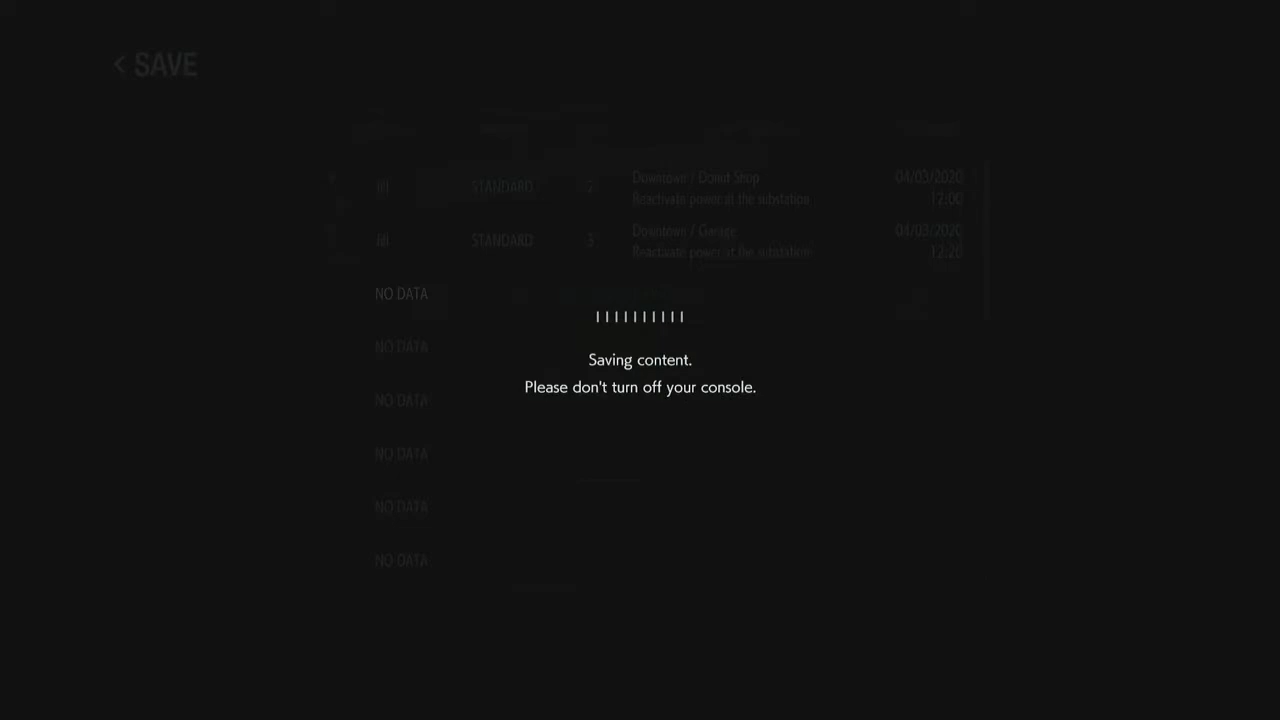 < SAVE
Jill STANDARD 2 Downtown / Donut Shop 04/03/2020
Reactivate power at the substation 12:00
Jill STANDARD 3 Downtown / Garage 04/03/2020
Reactivate power at the substation 12:20
NO DATA
Saving content.
NO DATA
Please don't turn off your console.
NO DATA
NO DATA
NO DATA
NO DATA